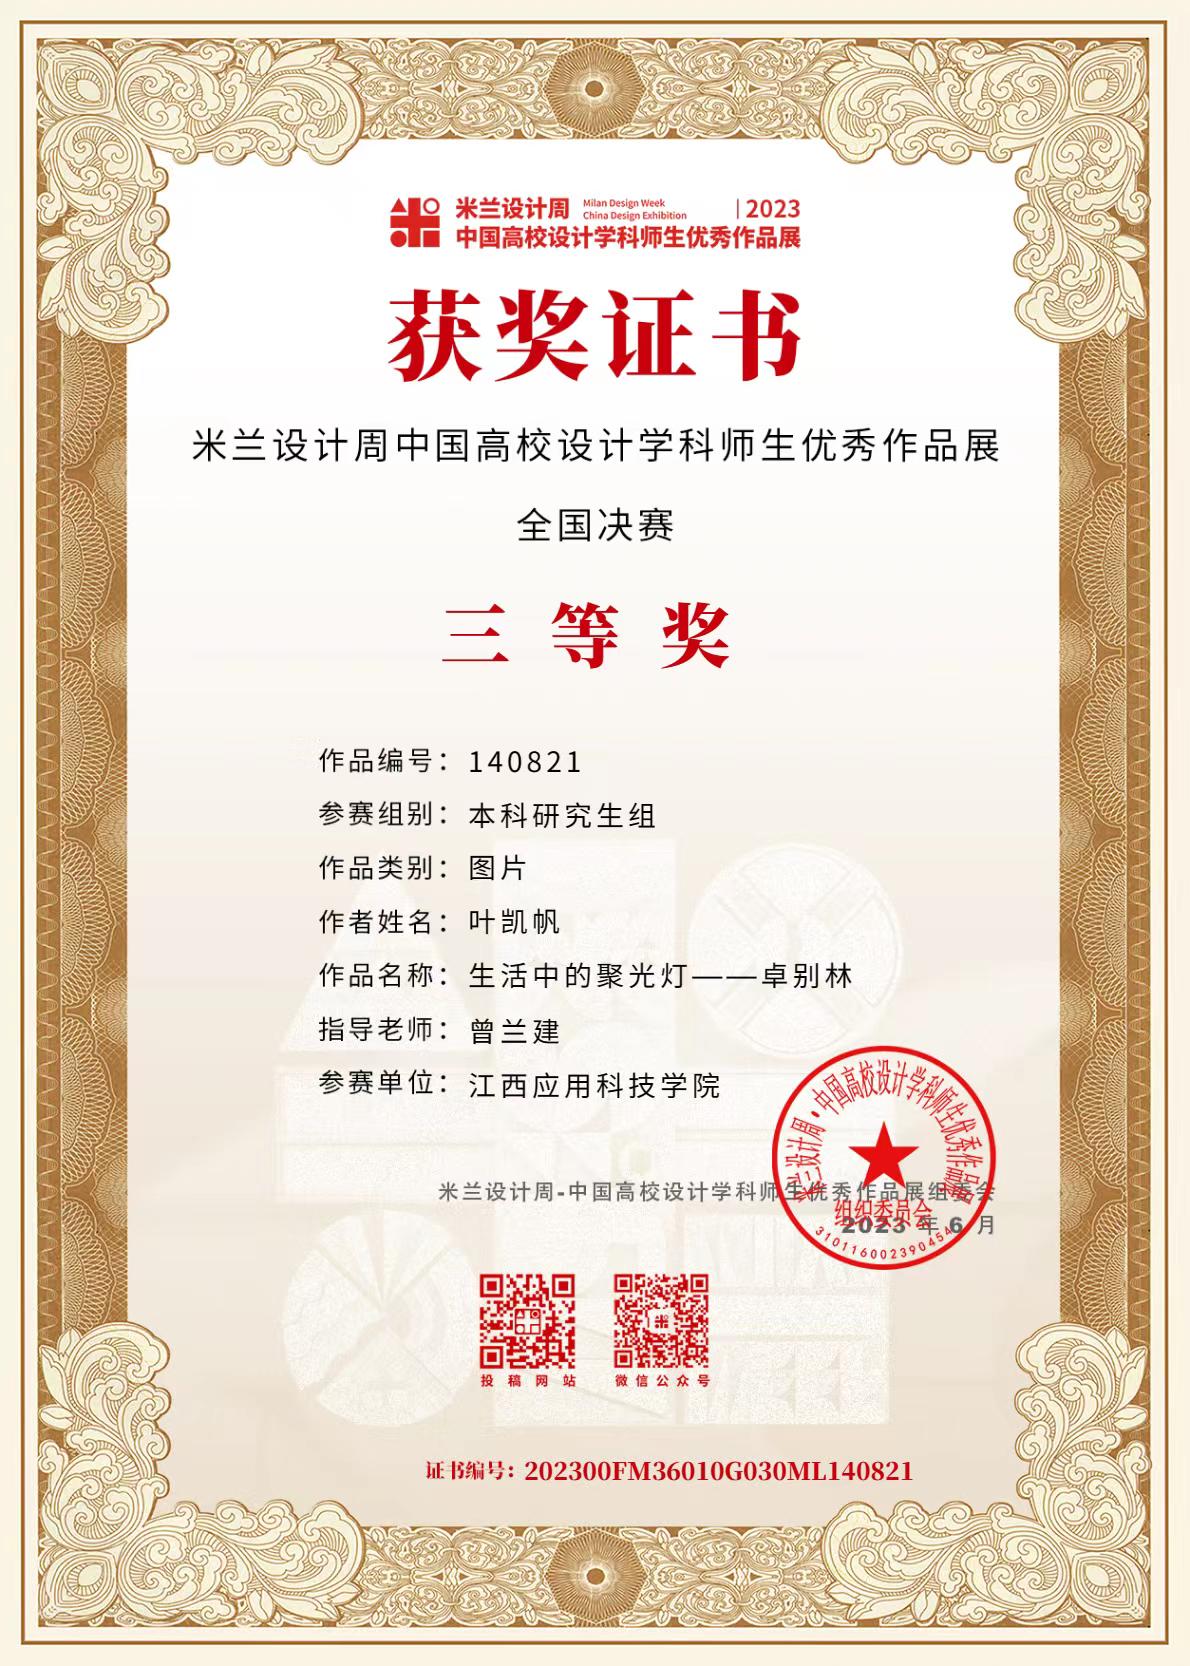 米兰设计周 Milan Design Week China Design Exhibition | 2023
中国高校设计学科师生优秀作品展
获奖证书
米兰设计周中国高校设计学科师生优秀作品展
全国决赛
三等奖
作品编号：140821
参赛组别：本科研究生组
作品类别：图片
作者姓名：叶凯帆
作品名称：生活中的聚光灯——卓别林
指导老师：曾兰建
参赛单位：江西应用科技学院
米兰设计周·中国高校设计学科师生优秀作品展
组织委员会
310116002390454
米兰设计周-中国高校设计学科师生优秀作品展组委会
2023 年 6 月
投稿网站
微信公众号
证书编号：202300FM36010G030ML140821